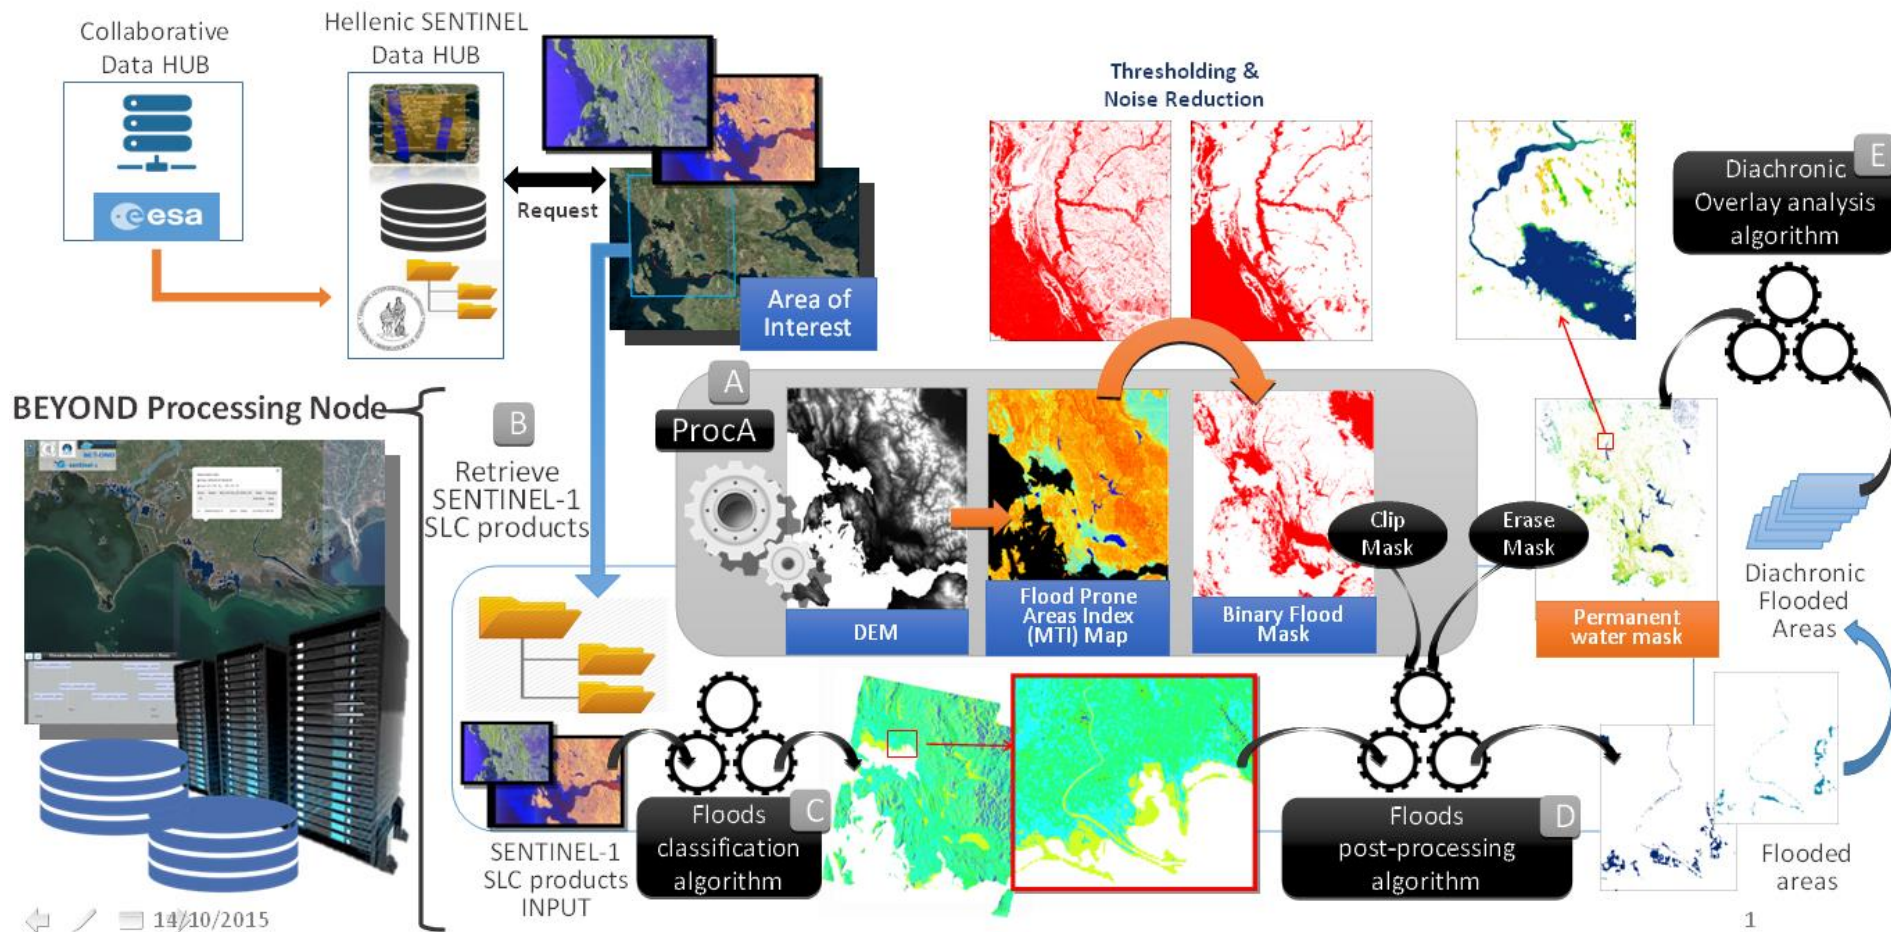 Collaborative
Data HUB
esa
Hellenic SENTINEL
Data HUB
Request
Area of
Interest
Thresholding &
Noise Reduction
E
Diachronic
Overlay analysis
algorithm
BEYOND Processing Node
B
Retrieve
SENTINEL-1
SLC products
A
ProcA
DEM
Flood Prone
Areas Index
(MTI) Map
Binary Flood
Mask
Clip
Mask
Erase
Mask
Permanent
water mask
Diachronic
Flooded
Areas
SENTINEL-1
SLC products
INPUT
C
Floods
classification
algorithm
D
Floods
post-processing
algorithm
Flooded
areas
14/10/2015
1